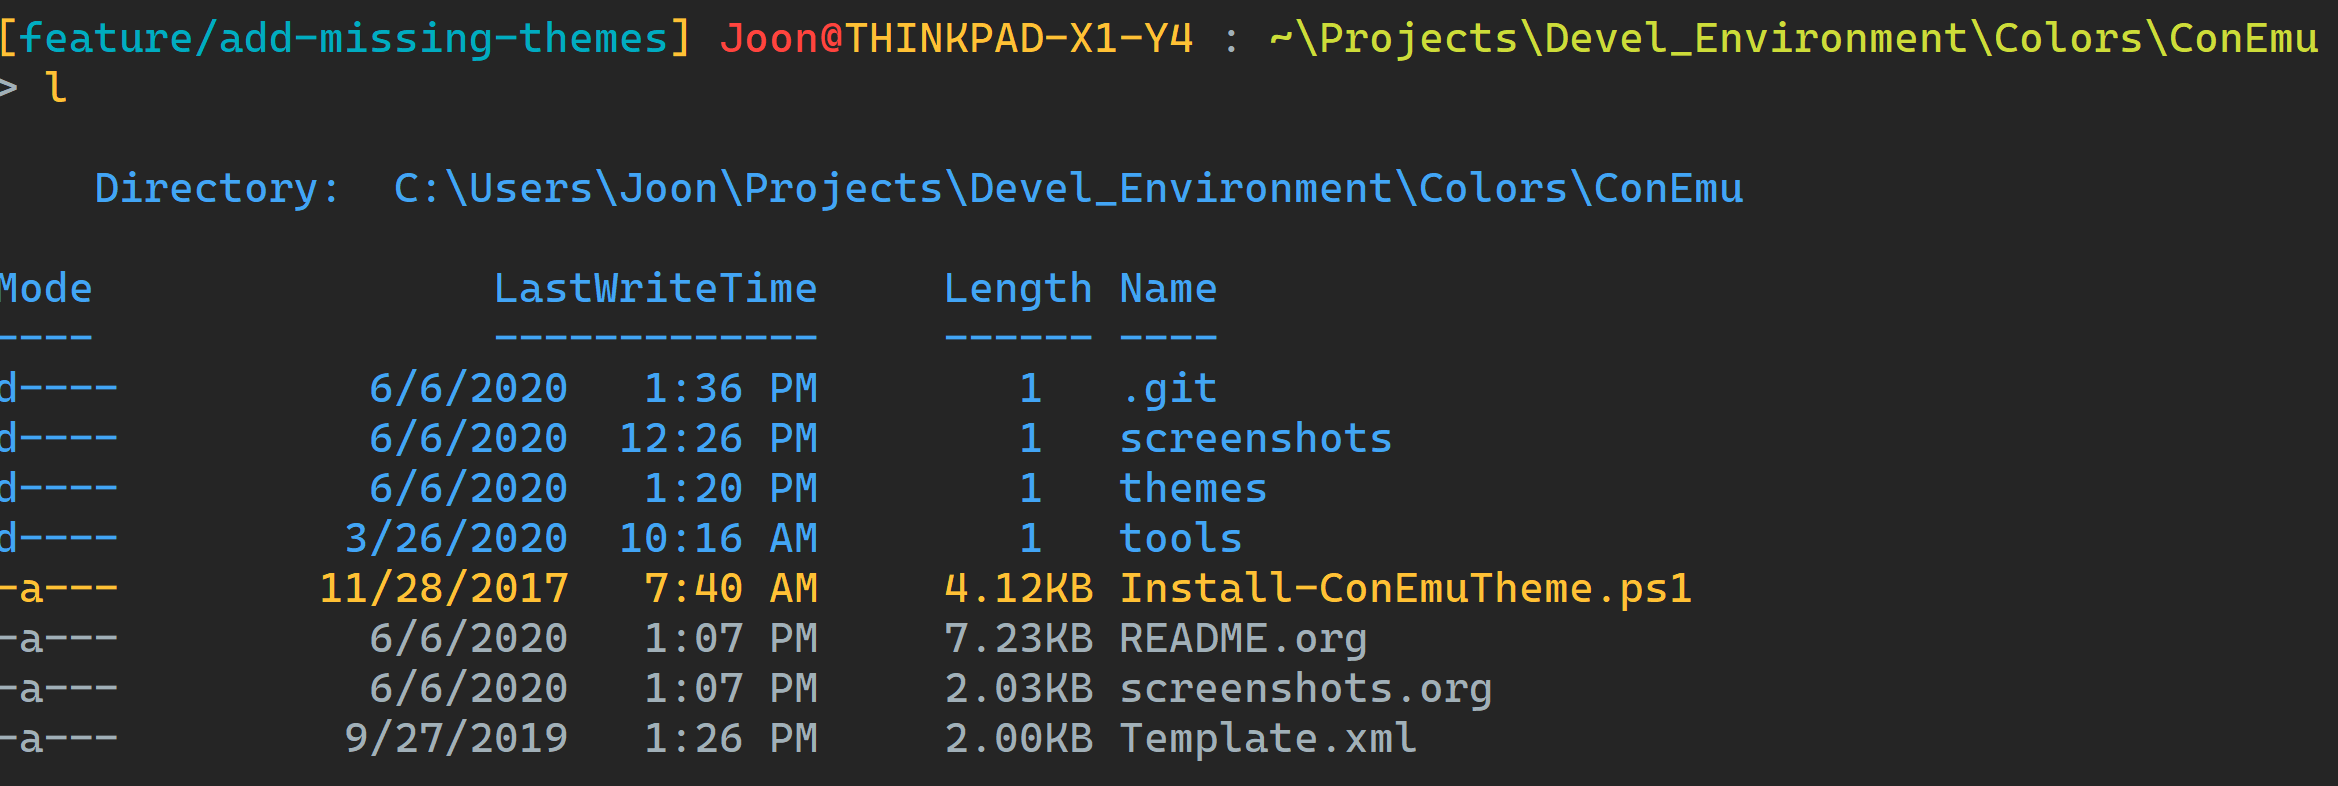 [feature/add-missing-themes] Joon@THINKPAD-X1-Y4 : ~\Projects\Devel_Environment\Colors\ConEmu
> l
Directory:  C:\Users\Joon\Projects\Devel_Environment\Colors\ConEmu
Mode                LastWriteTime     Length Name
----                -------------     ------ ----
d----          6/6/2020   1:36 PM        1   .git
d----          6/6/2020  12:26 PM        1   screenshots
d----          6/6/2020   1:20 PM        1   themes
d----         3/26/2020  10:16 AM        1   tools
-a---        11/28/2017   7:40 AM     4.12KB Install-ConEmuTheme.ps1
-a---          6/6/2020   1:07 PM     7.23KB README.org
-a---          6/6/2020   1:07 PM     2.03KB screenshots.org
-a---         9/27/2019   1:26 PM     2.00KB Template.xml